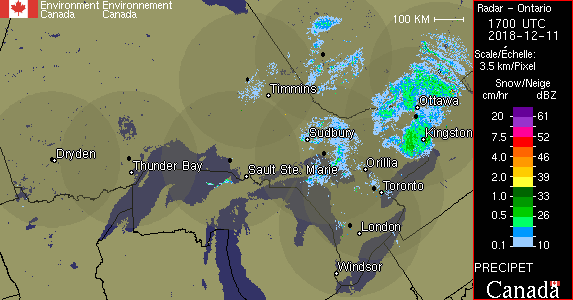 Environment Environnement
Canada Canada
100 KM
Timmins
Ottawa
Sudbury
Kingston
Dryden
Thunder Bay
Sault Ste. Marie
Orillia
Toronto
London
Windsor
Radar - Ontario
1700 UTC
2018-12-11
Scale/Échelle:
3.5 km/Pixel
Snow/Neige
cm/hr dBZ
20 61
7.5 52
4.0 46
2.0 39
1.0 33
0.5 26
0.1 10
PRECIPET
Canada